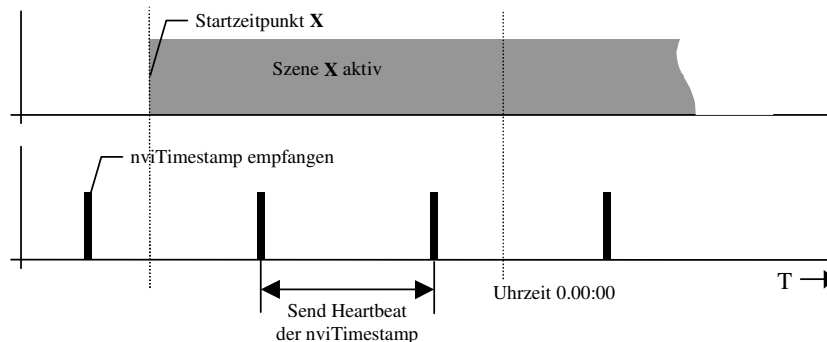 Startzeitpunkt X
Szene X aktiv
nviTimestamp empfangen
T
Uhrzeit 0.00:00
Send Heartbeat
der nviTimestamp